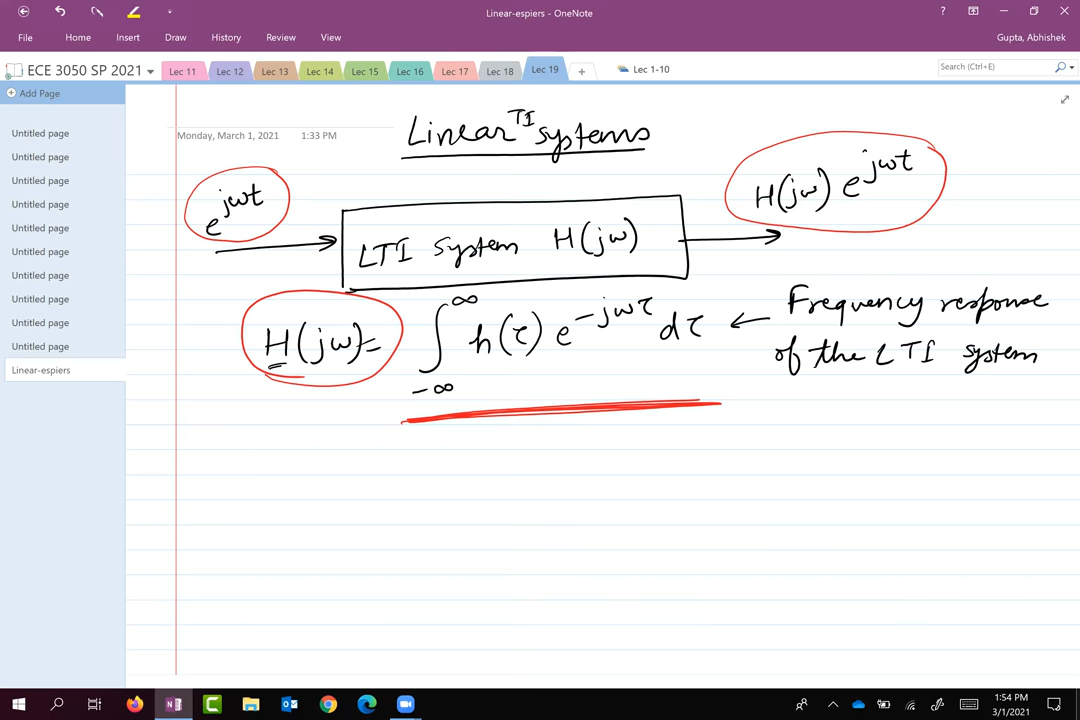 Linear-espiers - OneNote
?
File Home Insert Draw History Review View
Gupta, Abhishek
ECE 3050 SP 2021
Lec 11 Lec 12 Lec 13 Lec 14 Lec 15 Lec 16 Lec 17 Lec 18 Lec 19 + Lec 1-10
Search (Ctrl+E)
Add Page
Untitled page
Untitled page
Untitled page
Untitled page
Untitled page
Untitled page
Untitled page
Untitled page
Untitled page
Untitled page
Linear-espiers
Monday, March 1, 2021 1:33 PM
Linear TI systems
e^{jωt}
LTI system H(jω)
H(jω) e^{jωt}
H(jω) = ∫_{-∞}^{∞} h(τ) e^{-jωτ} dτ ← Frequency response
of the LTI system
1:54 PM
3/1/2021